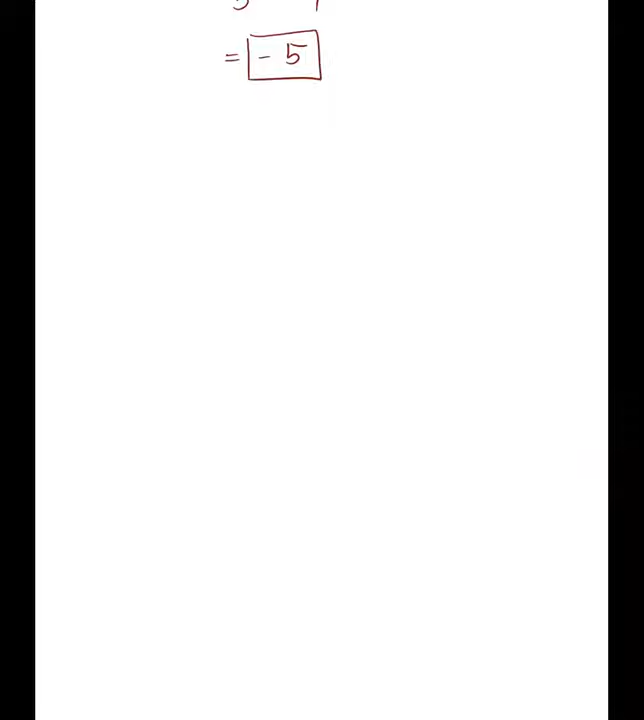 = - 5